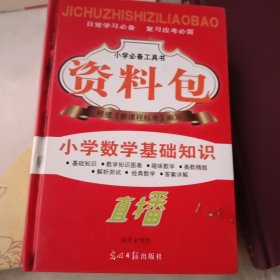 JICHUZHISHIZILIAOBAO
日常学习必备 复习应考必需
小学必备工具书
资料包
根据《新课程标准》编写
小学数学基础知识
•基础知识 •数学知识图表 •趣味数学 •奥数精题
•解析测试 •经典数学 •答案详解
直播
光明日报出版社